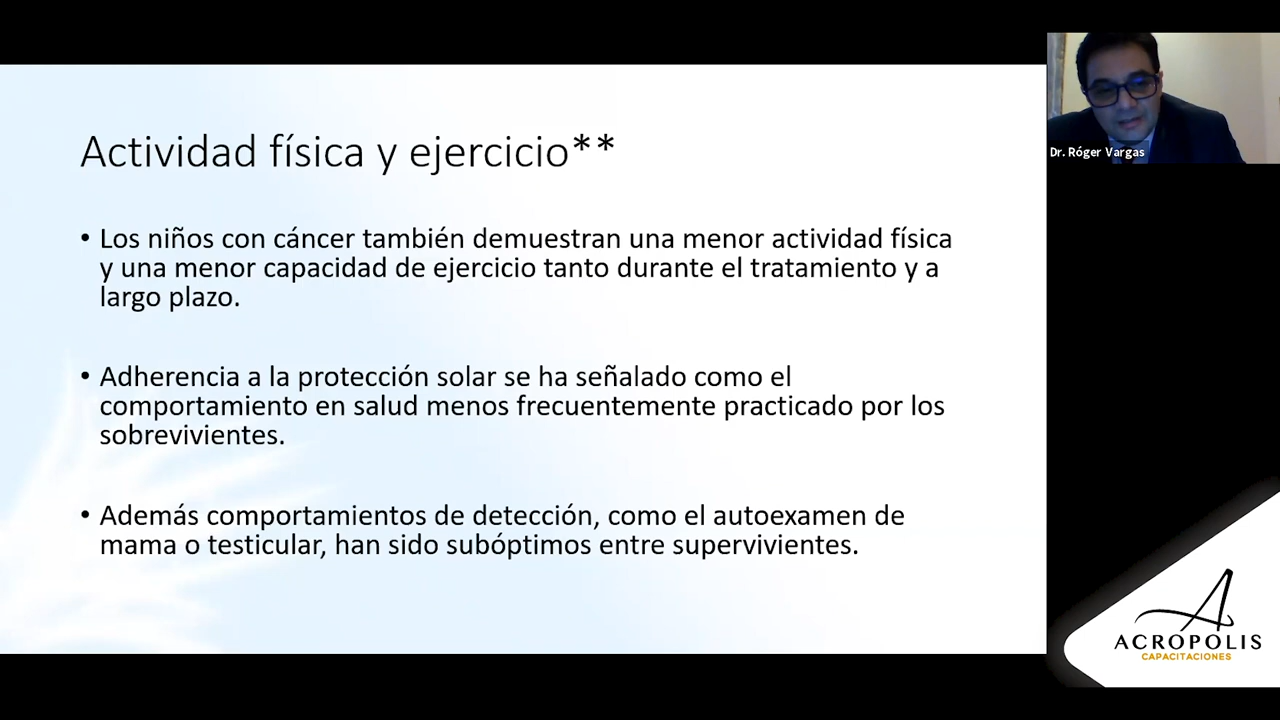 Actividad física y ejercicio**
• Los niños con cáncer también demuestran una menor actividad física
y una menor capacidad de ejercicio tanto durante el tratamiento y a
largo plazo.
• Adherencia a la protección solar se ha señalado como el
comportamiento en salud menos frecuentemente practicado por los
sobrevivientes.
• Además comportamientos de detección, como el autoexamen de
mama o testicular, han sido subóptimos entre supervivientes.
Dr. Róger Vargas
ACROPOLIS
CAPACITACIONES